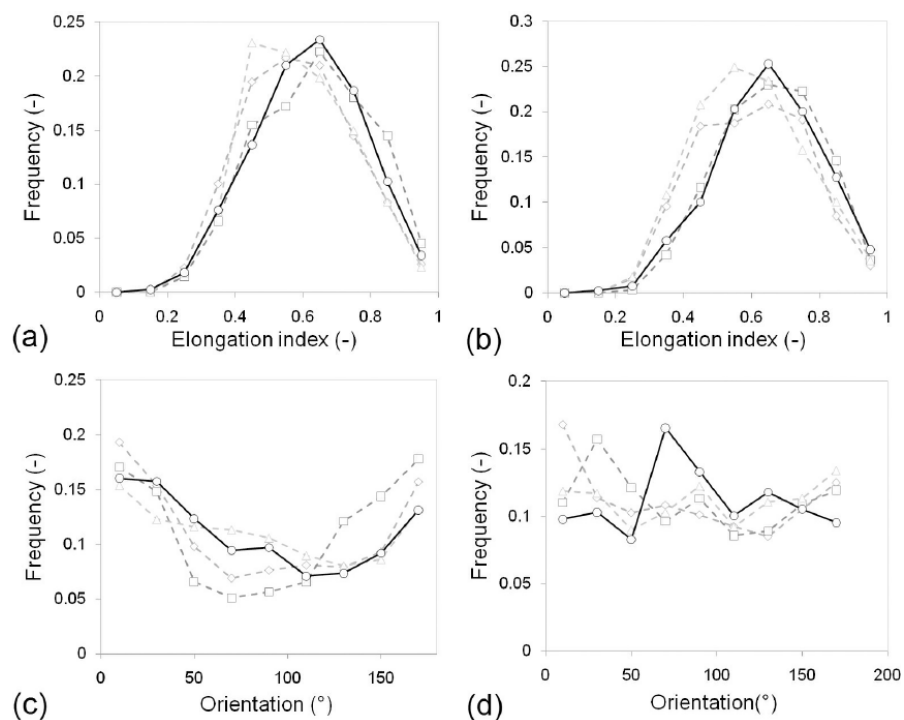 0.25
0.2
0.15
0.1
0.05
0
0 0.2 0.4 0.6 0.8 1
Frequency (-)
Elongation index (-)
(a)
0.3
0.25
0.2
0.15
0.1
0.05
0
0 0.2 0.4 0.6 0.8 1
Frequency (-)
Elongation index (-)
(b)
0.25
0.2
0.15
0.1
0.05
0
0 50 100 150
Frequency (-)
Orientation (°)
(c)
0.2
0.15
0.1
0.05
0
0 50 100 150 200
Frequency (-)
Orientation(°)
(d)